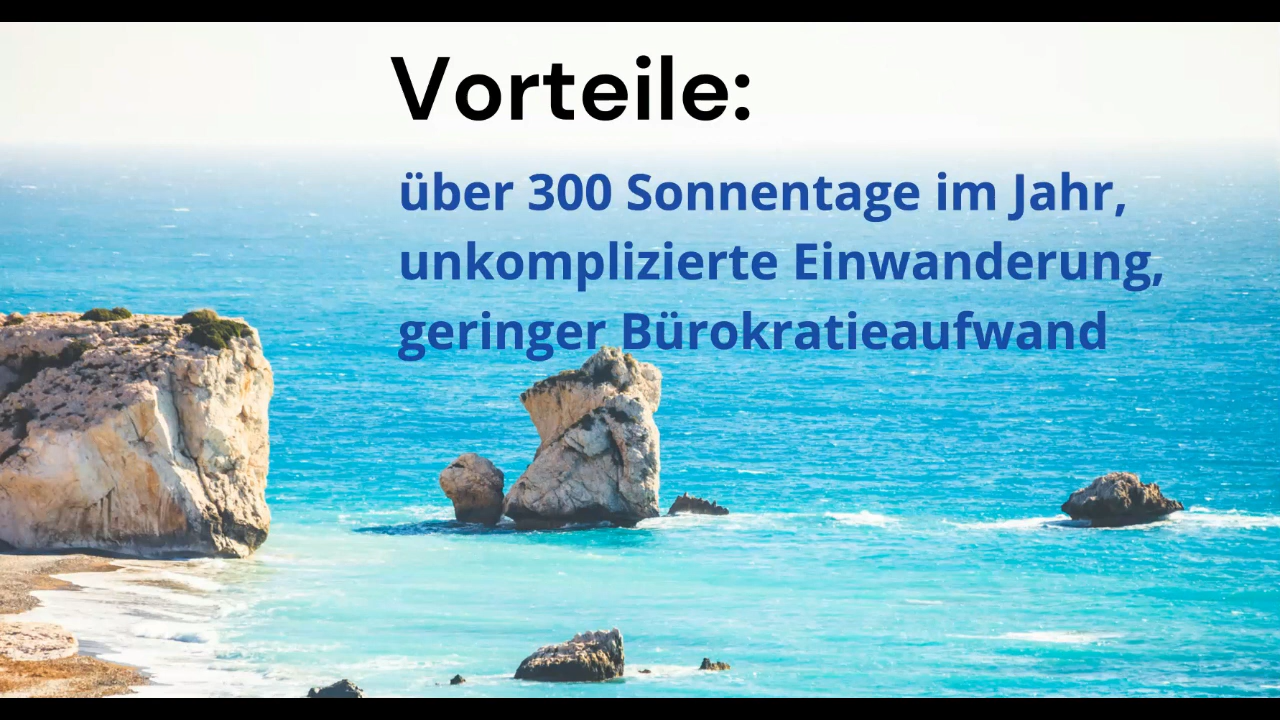 Vorteile:
über 300 Sonnentage im Jahr,
unkomplizierte Einwanderung,
geringer Bürokratieaufwand